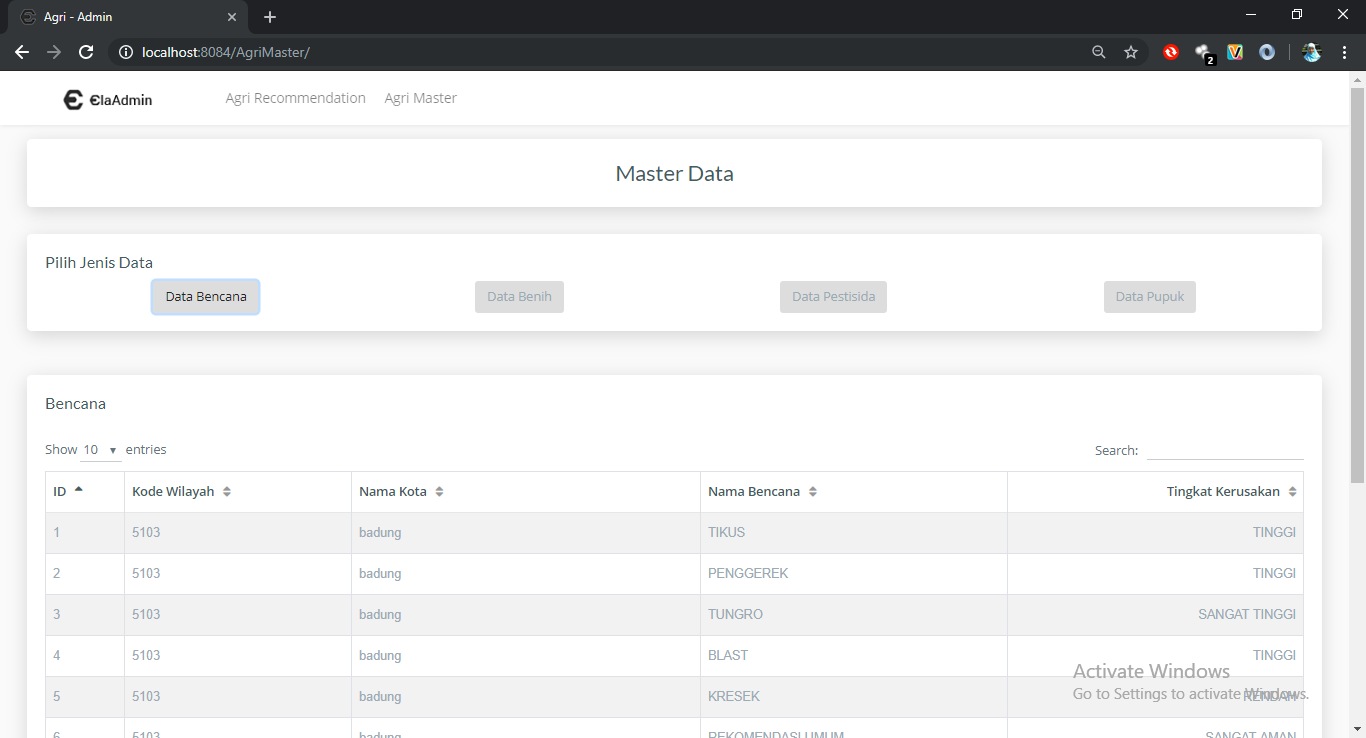 Agri - Admin
localhost:8084/AgriMaster/
2
ElaAdmin Agri Recommendation Agri Master
Master Data
Pilih Jenis Data
Data Bencana Data Benih Data Pestisida Data Pupuk
Bencana
Show 10 entries Search:
ID Kode Wilayah Nama Kota Nama Bencana Tingkat Kerusakan
1 5103 badung TIKUS TINGGI
2 5103 badung PENGGEREK TINGGI
3 5103 badung TUNGRO SANGAT TINGGI
4 5103 badung BLAST TINGGI
Activate Windows
Go to Settings to activate Windows.
5 5103 badung KRESEK RENDAH
6 5103 badung REKOMENDASI UMUM SANGAT AMAN